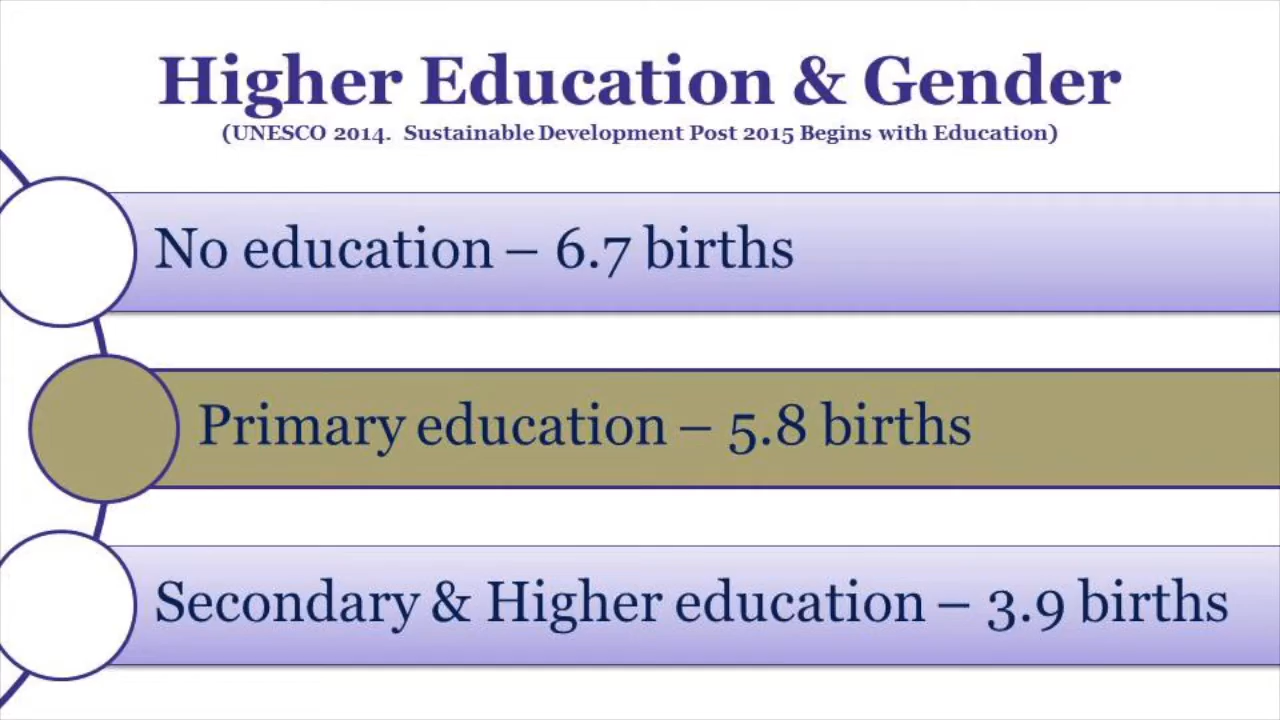 Higher Education & Gender
(UNESCO 2014. Sustainable Development Post 2015 Begins with Education)
No education – 6.7 births
Primary education – 5.8 births
Secondary & Higher education – 3.9 births